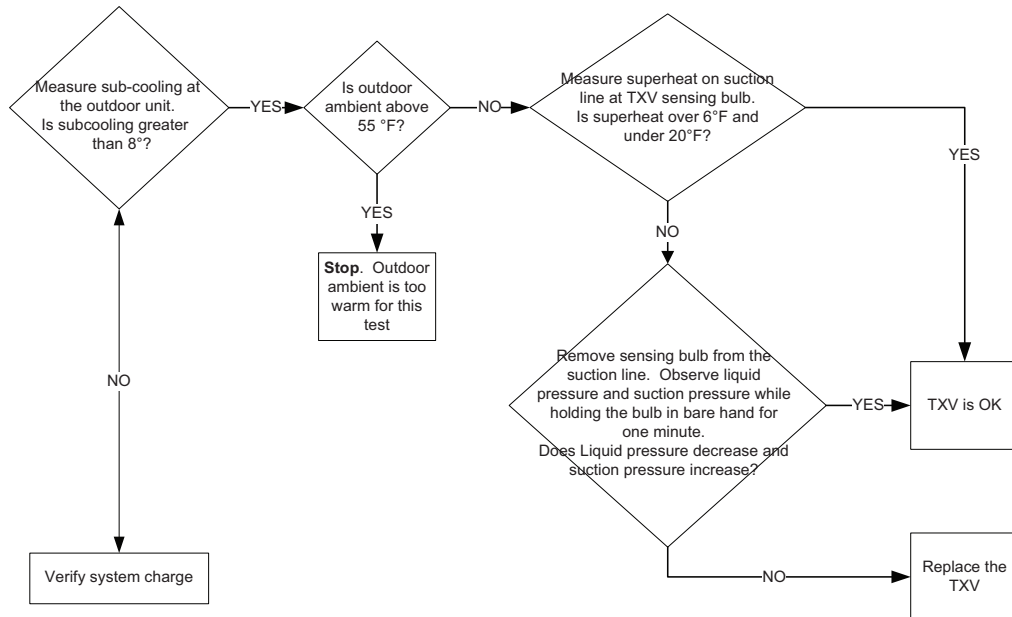 Measure sub-cooling at
the outdoor unit.
Is subcooling greater
than 8°?
YES
Is outdoor
ambient above
55 °F?
NO
Measure superheat on suction
line at TXV sensing bulb.
Is superheat over 6°F and
under 20°F?
YES
YES
NO
Stop. Outdoor
ambient is too
warm for this
test
NO
Remove sensing bulb from the
suction line. Observe liquid
pressure and suction pressure while
holding the bulb in bare hand for
one minute.
Does Liquid pressure decrease and
suction pressure increase?
YES
TXV is OK
Verify system charge
NO
Replace the
TXV